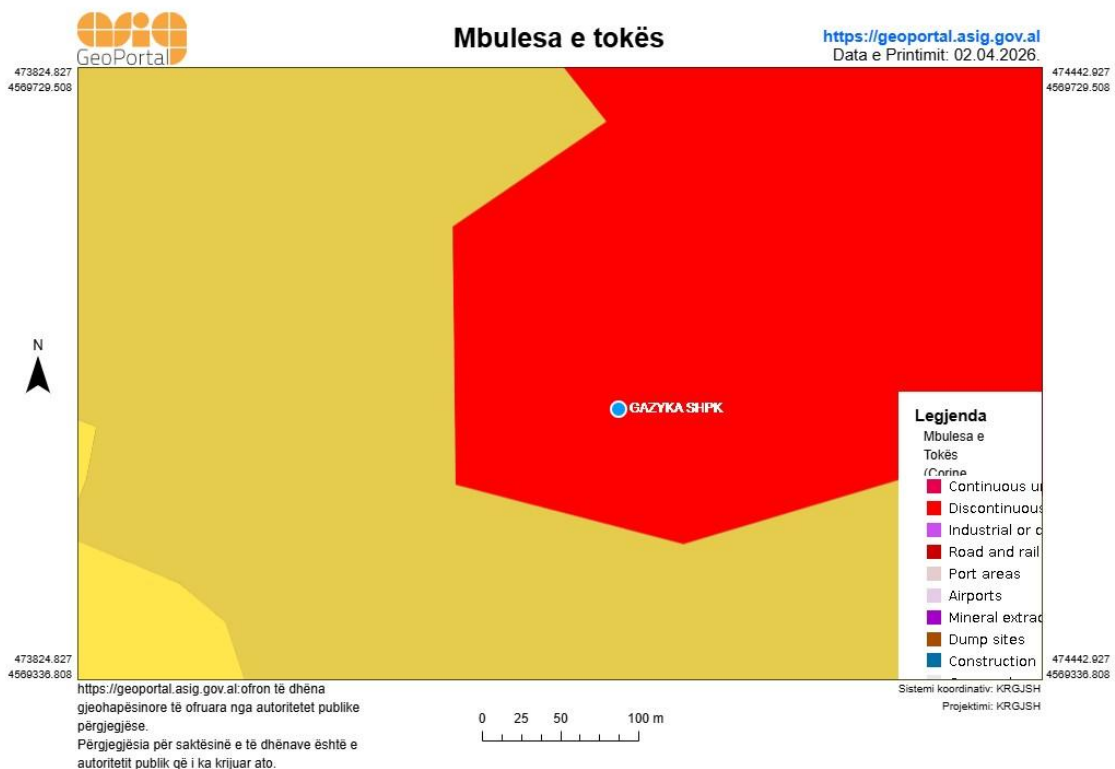 asig
GeoPortal
Mbulesa e tokës
https://geoportal.asig.gov.al
Data e Printimit: 02.04.2026.
473824.827
4569729.508
474442.927
4569729.508
N
GAZYKA SHPK
Legjenda
Mbulesa e
Tokës
(Corine
Continuous
Discontinuous
Industrial or
Road and rail
Port areas
Airports
Mineral
Dump sites
Construction
473824.827
4569336.808
474442.927
4569336.808
https://geoportal.asig.gov.al:ofron të dhëna
gjeohapësinore të ofruara nga autoritetet publike
përgjegjëse.
Përgjegjësia për saktësinë e të dhënave është e
autoritetit publik që i ka krijuar ato.
0 25 50 100 m
Sistemi koordinativ: KRGJSH
Projektimi: KRGJSH